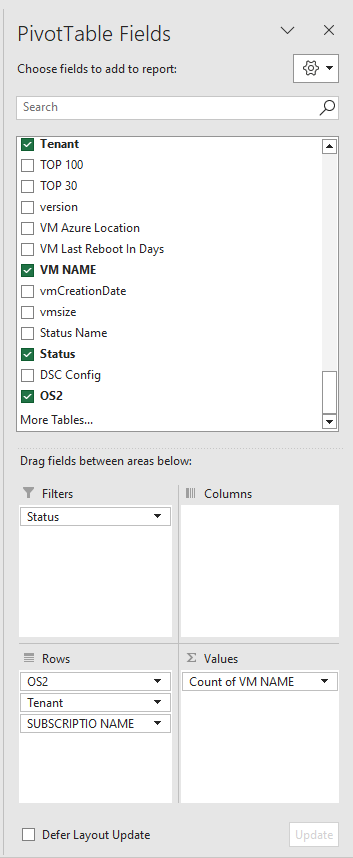 PivotTable Fields
Choose fields to add to report:
Search
Tenant
TOP 100
TOP 30
version
VM Azure Location
VM Last Reboot In Days
VM NAME
vmCreationDate
vmsize
Status Name
Status
DSC Config
OS2
More Tables...
Drag fields between areas below:
Filters
Columns
Status
Rows
Values
OS2
Count of VM NAME
Tenant
SUBSCRIPTIO NAME
Defer Layout Update
Update